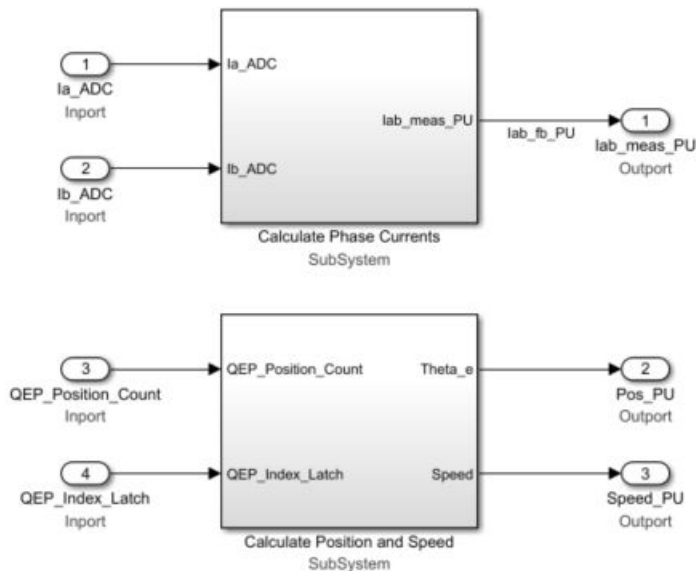 1
Ia_ADC
Inport
2
Ib_ADC
Inport
Ia_ADC
Ib_ADC
Iab_meas_PU
Calculate Phase Currents
SubSystem
Iab_fb_PU
1
Iab_meas_PU
Outport
3
QEP_Position_Count
Inport
4
QEP_Index_Latch
Inport
QEP_Position_Count
Theta_e
QEP_Index_Latch
Speed
Calculate Position and Speed
SubSystem
2
Pos_PU
Outport
3
Speed_PU
Outport